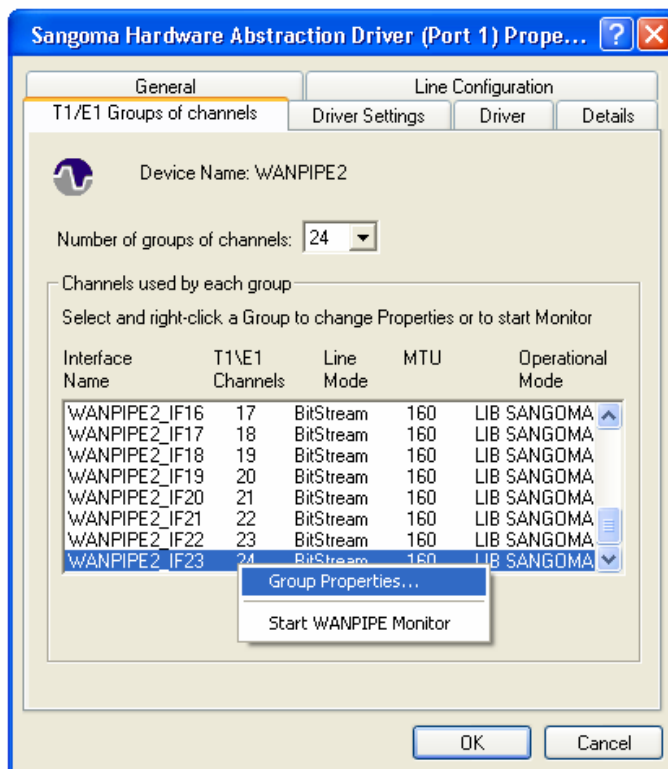 Sangoma Hardware Abstraction Driver (Port 1) Prope...
General Line Configuration
T1/E1 Groups of channels Driver Settings Driver Details
Device Name: WANPIPE2
Number of groups of channels: 24
Channels used by each group
Select and right-click a Group to change Properties or to start Monitor
Interface Name T1\E1 Channels Line Mode MTU Operational Mode
WANPIPE2_IF16 17 BitStream 160 LIB SANGOMA
WANPIPE2_IF17 18 BitStream 160 LIB SANGOMA
WANPIPE2_IF18 19 BitStream 160 LIB SANGOMA
WANPIPE2_IF19 20 BitStream 160 LIB SANGOMA
WANPIPE2_IF20 21 BitStream 160 LIB SANGOMA
WANPIPE2_IF21 22 BitStream 160 LIB SANGOMA
WANPIPE2_IF22 23 BitStream 160 LIB SANGOMA
WANPIPE2_IF23 24 BitStream 160 LIB SANGOMA
Group Properties...
Start WANPIPE Monitor
OK Cancel